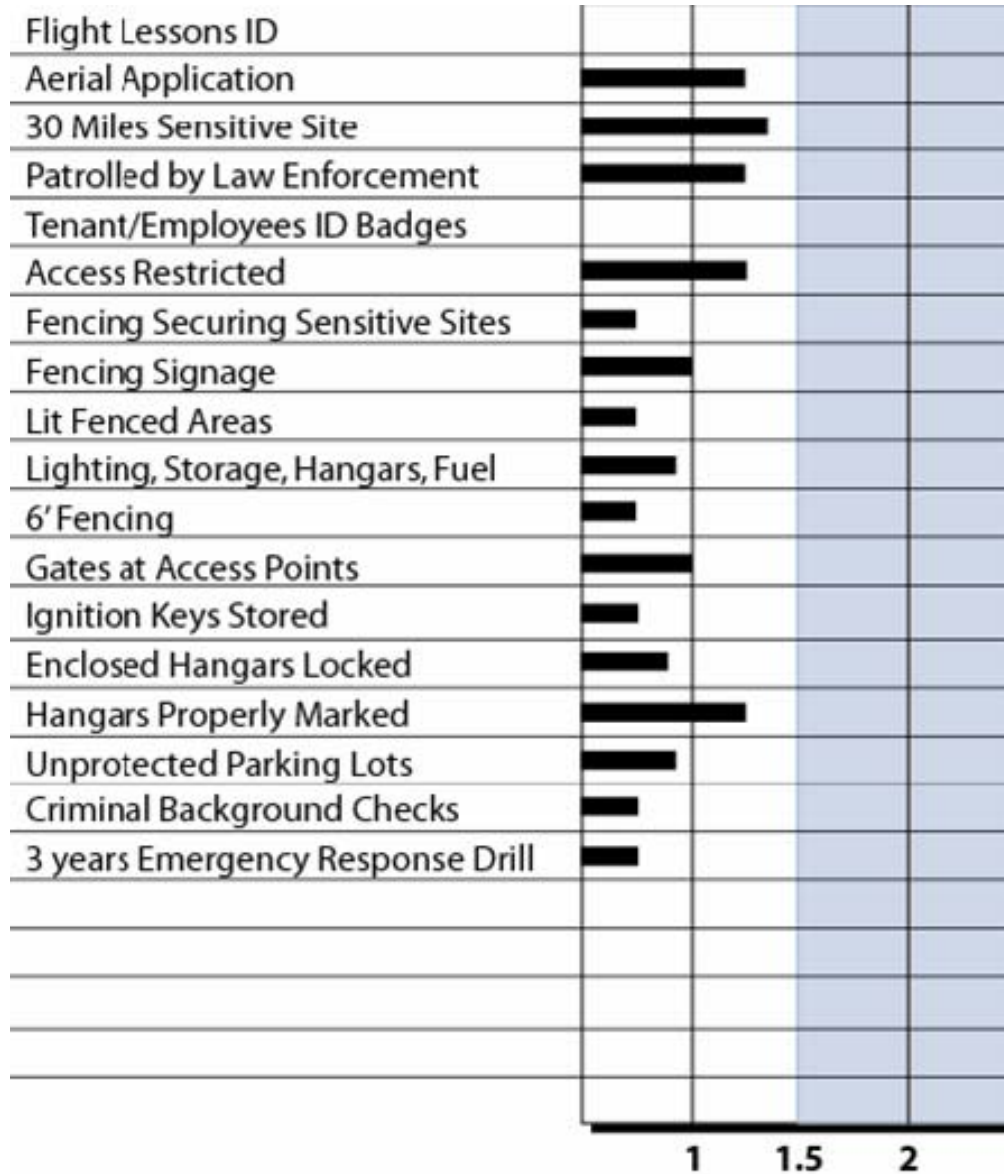 Flight Lessons ID
Aerial Application
30 Miles Sensitive Site
Patrolled by Law Enforcement
Tenant/Employees ID Badges
Access Restricted
Fencing Securing Sensitive Sites
Fencing Signage
Lit Fenced Areas
Lighting, Storage, Hangars, Fuel
6' Fencing
Gates at Access Points
Ignition Keys Stored
Enclosed Hangars Locked
Hangars Properly Marked
Unprotected Parking Lots
Criminal Background Checks
3 years Emergency Response Drill
1 1.5 2